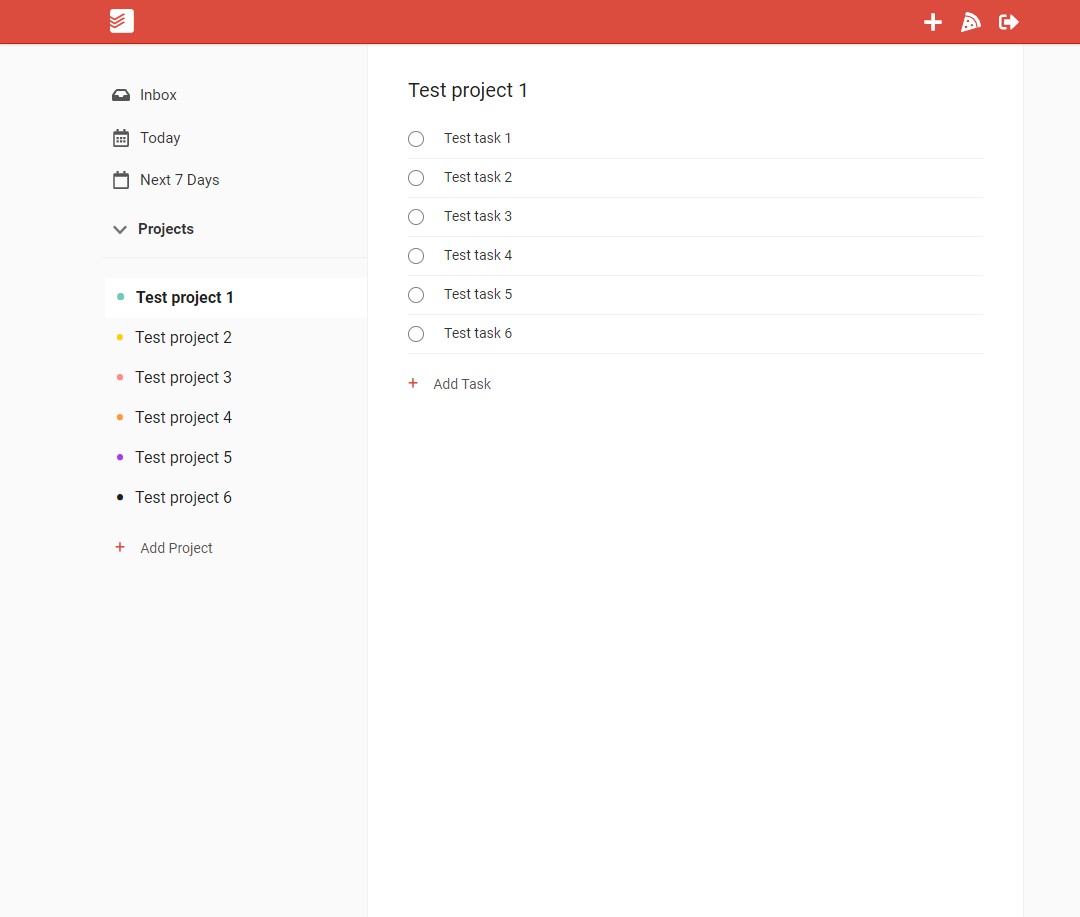 Inbox
Today
Next 7 Days
Projects
Test project 1
Test project 2
Test project 3
Test project 4
Test project 5
Test project 6
+ Add Project
Test project 1
Test task 1
Test task 2
Test task 3
Test task 4
Test task 5
Test task 6
+ Add Task